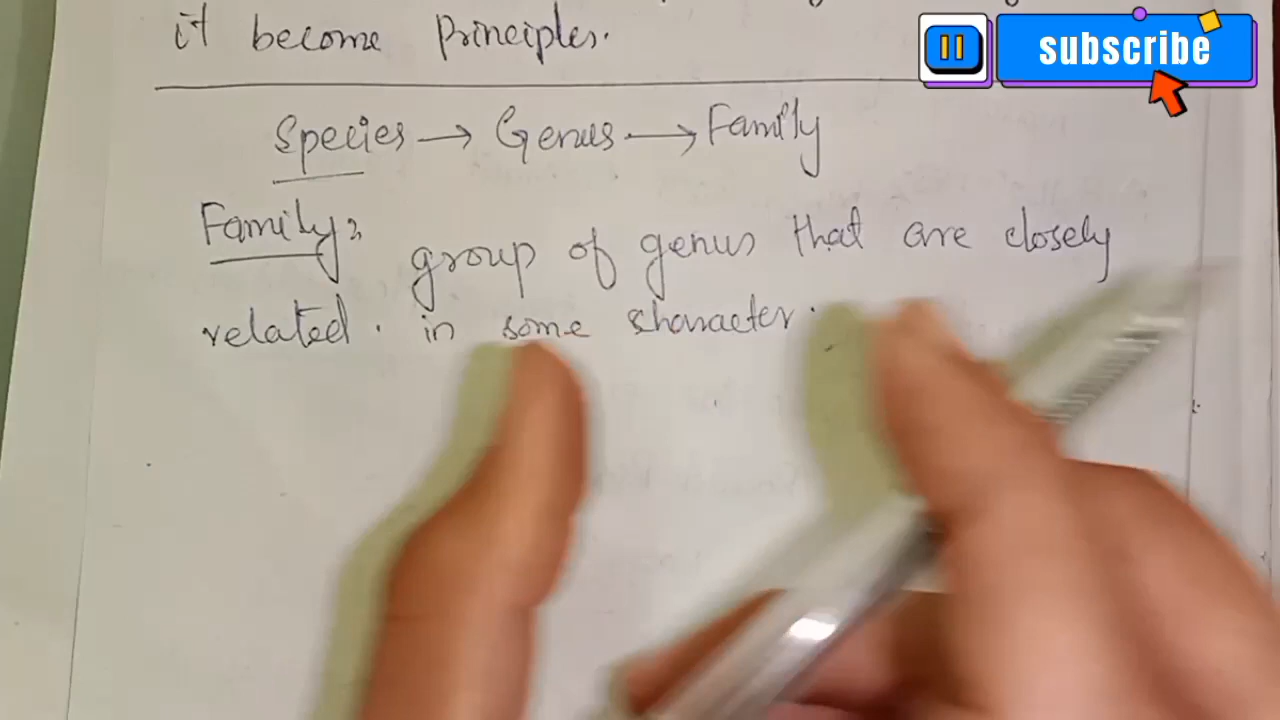 it become Principles.
subscribe
Species → Genus → Family
Family: group of genus that are closely
related. in some character.